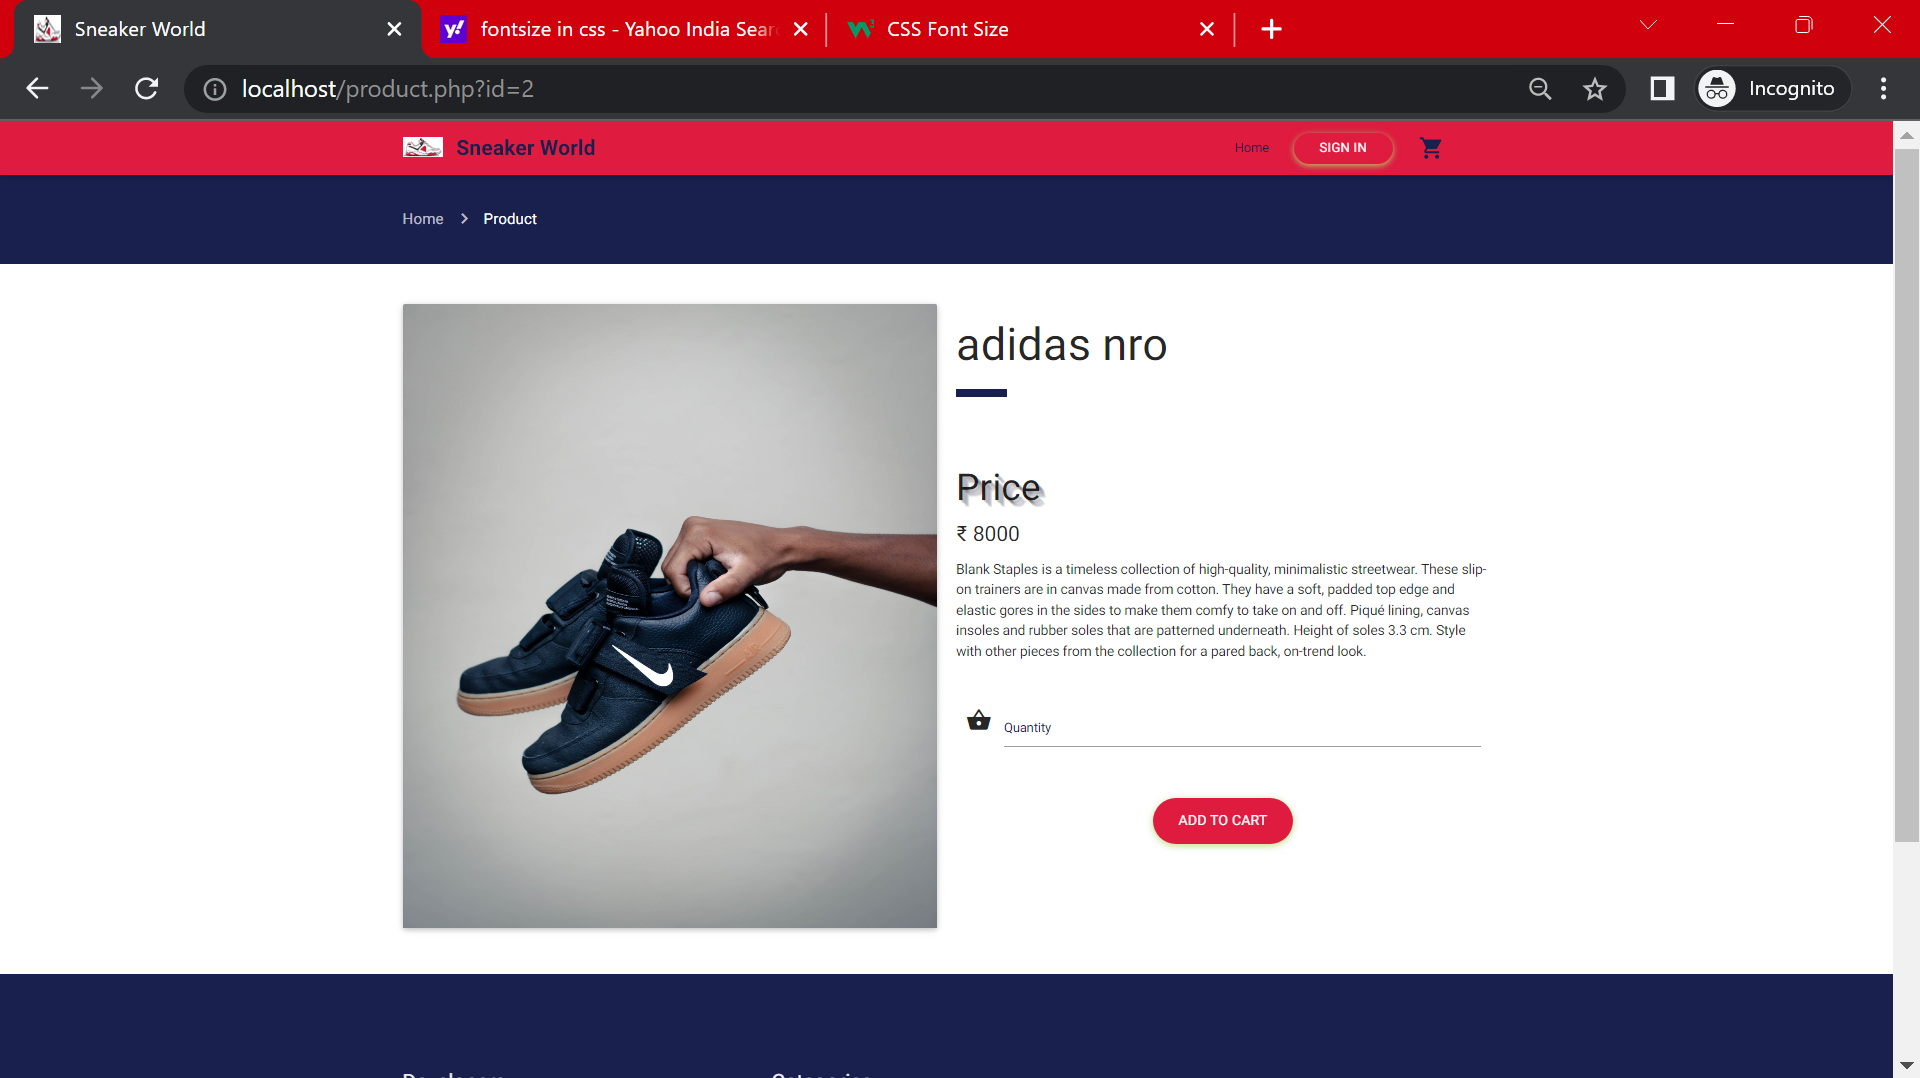 Sneaker World
fontsize in css - Yahoo India Sear
CSS Font Size
localhost/product.php?id=2
Incognito
Sneaker World
Home
SIGN IN
Home
Product
adidas nro
Price
₹ 8000
Blank Staples is a timeless collection of high-quality, minimalistic streetwear. These slip-
on trainers are in canvas made from cotton. They have a soft, padded top edge and
elastic gores in the sides to make them comfy to take on and off. Piqué lining, canvas
insoles and rubber soles that are patterned underneath. Height of soles 3.3 cm. Style
with other pieces from the collection for a pared back, on-trend look.
Quantity
ADD TO CART